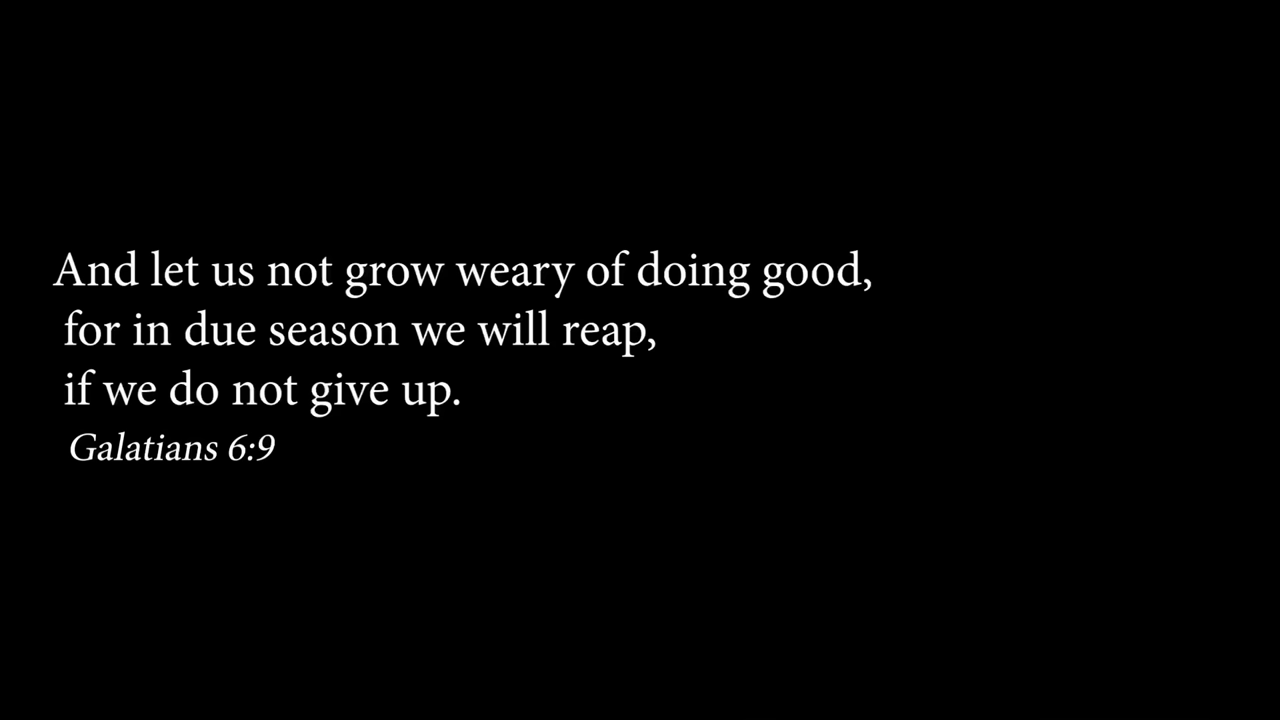 And let us not grow weary of doing good,
for in due season we will reap,
if we do not give up.
Galatians 6:9